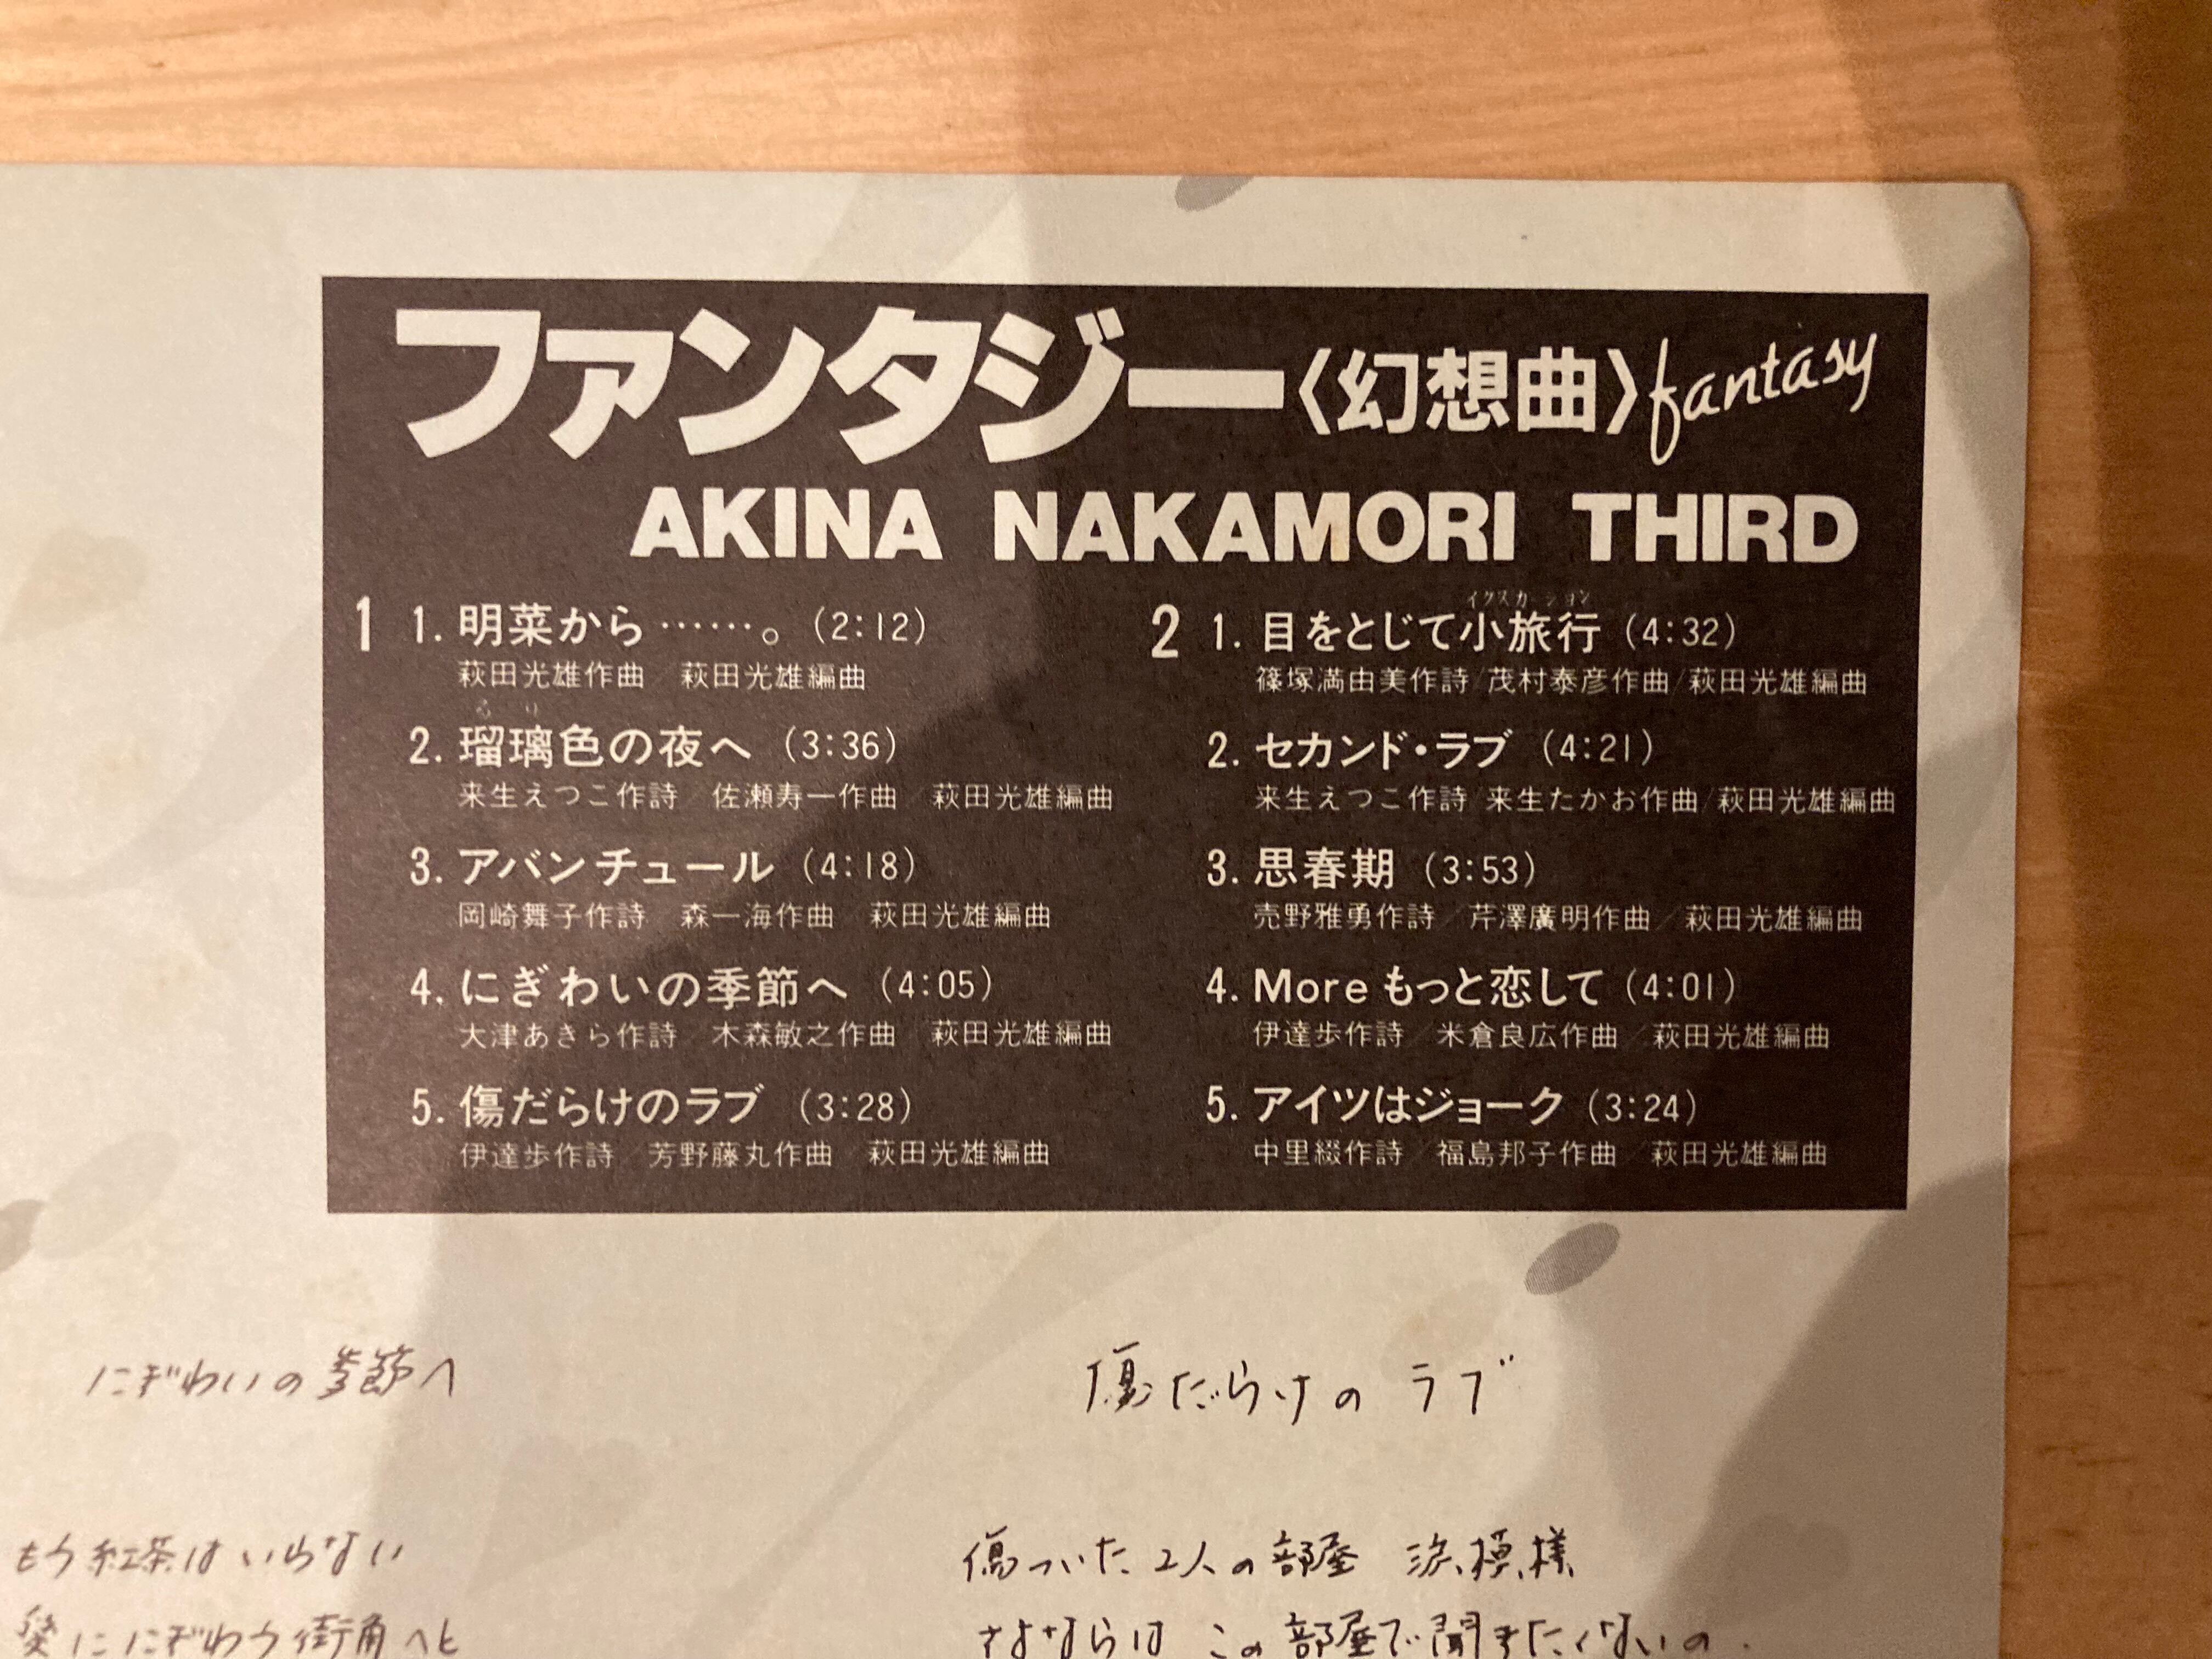 ファンタジー〈幻想曲〉fantasy
AKINA NAKAMORI THIRD
1 1. 明菜から……。(2:12)
萩田光雄作曲／萩田光雄編曲
るり
2. 瑠璃色の夜へ (3:36)
来生えつこ作詩／佐瀬寿一作曲／萩田光雄編曲
3. アバンチュール (4:18)
岡崎舞子作詩／森一海作曲／萩田光雄編曲
4. にぎわいの季節へ (4:05)
大津あきら作詩／木森敏之作曲／萩田光雄編曲
5. 傷だらけのラブ (3:28)
伊達歩作詩／芳野藤丸作曲／萩田光雄編曲
イクスカーション
2 1. 目をとじて小旅行 (4:32)
篠塚満由美作詩/茂村泰彦作曲/萩田光雄編曲
2. セカンド・ラブ (4:21)
来生えつこ作詩/来生たかお作曲/萩田光雄編曲
3. 思春期 (3:53)
売野雅勇作詩／芹澤廣明作曲／萩田光雄編曲
4. Moreもっと恋して (4:01)
伊達歩作詩／米倉良広作曲／萩田光雄編曲
5. アイツはジョーク (3:24)
中里綴作詩／福島邦子作曲／萩田光雄編曲
にぎわいの季節へ
もう紅茶はいらない
愛ににぎわう街角へと
傷だらけの ラブ
傷ついた2人の部屋 涙模様
さよならは この部屋で聞きたくないの.